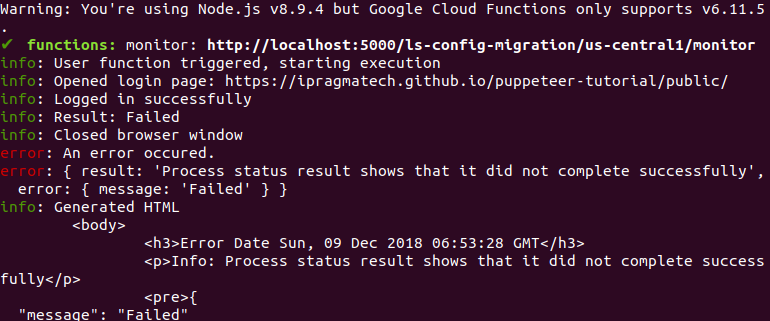 Warning: You're using Node.js v8.9.4 but Google Cloud Functions only supports v6.11.5
.
✔ functions: monitor: http://localhost:5000/ls-config-migration/us-central1/monitor
info: User function triggered, starting execution
info: Opened login page: https://ipragmatech.github.io/puppeteer-tutorial/public/
info: Logged in successfully
info: Result: Failed
info: Closed browser window
error: An error occured.
error: { result: 'Process status result shows that it did not complete successfully',
  error: { message: 'Failed' } }
info: Generated HTML
        <body>
                <h3>Error Date Sun, 09 Dec 2018 06:53:28 GMT</h3>
                <p>Info: Process status result shows that it did not complete success
fully</p>
                <pre>{
  "message": "Failed"